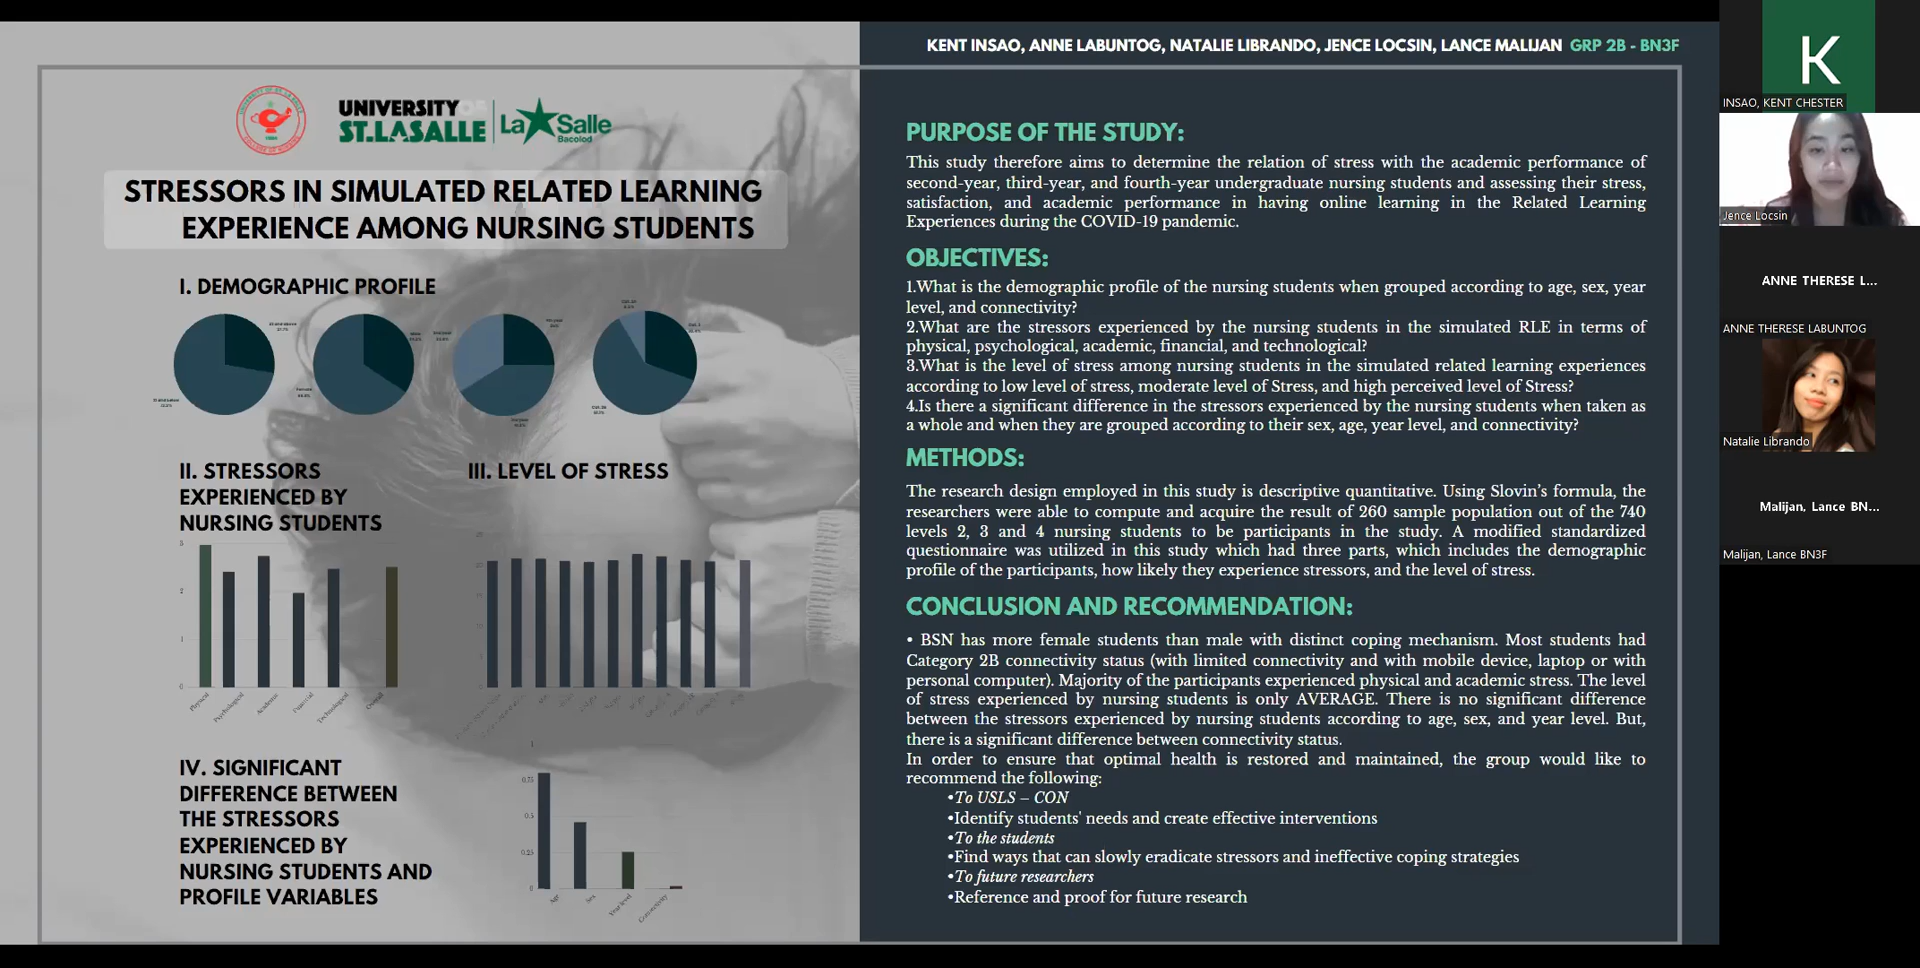 KENT INSAO, ANNE LABUNTOG, NATALIE LIBRANDO, JENCE LOCSIN, LANCE MALIJAN GRP 2B - BN3F
UNIVERSITY OF
ST. LA SALLE
La Salle
Bacolod
STRESSORS IN SIMULATED RELATED LEARNING
EXPERIENCE AMONG NURSING STUDENTS
I. DEMOGRAPHIC PROFILE
II. STRESSORS
EXPERIENCED BY
NURSING STUDENTS
3
2
1
0
Physical
Psychological
Academic
Financial
Technological
Overall
III. LEVEL OF STRESS
IV. SIGNIFICANT
DIFFERENCE BETWEEN
THE STRESSORS
EXPERIENCED BY
NURSING STUDENTS AND
PROFILE VARIABLES
1
0.75
0.5
0.25
0
Age
Sex
Year level
Connectivity
PURPOSE OF THE STUDY:
This study therefore aims to determine the relation of stress with the academic performance of
second-year, third-year, and fourth-year undergraduate nursing students and assessing their stress,
satisfaction, and academic performance in having online learning in the Related Learning
Experiences during the COVID-19 pandemic.
OBJECTIVES:
1.What is the demographic profile of the nursing students when grouped according to age, sex, year
level, and connectivity?
2.What are the stressors experienced by the nursing students in the simulated RLE in terms of
physical, psychological, academic, financial, and technological?
3.What is the level of stress among nursing students in the simulated related learning experiences
according to low level of stress, moderate level of Stress, and high perceived level of Stress?
4.Is there a significant difference in the stressors experienced by the nursing students when taken as
a whole and when they are grouped according to their sex, age, year level, and connectivity?
METHODS:
The research design employed in this study is descriptive quantitative. Using Slovin's formula, the
researchers were able to compute and acquire the result of 260 sample population out of the 740
levels 2, 3 and 4 nursing students to be participants in the study. A modified standardized
questionnaire was utilized in this study which had three parts, which includes the demographic
profile of the participants, how likely they experience stressors, and the level of stress.
CONCLUSION AND RECOMMENDATION:
• BSN has more female students than male with distinct coping mechanism. Most students had
Category 2B connectivity status (with limited connectivity and with mobile device, laptop or with
personal computer). Majority of the participants experienced physical and academic stress. The level
of stress experienced by nursing students is only AVERAGE. There is no significant difference
between the stressors experienced by nursing students according to age, sex, and year level. But,
there is a significant difference between connectivity status.
In order to ensure that optimal health is restored and maintained, the group would like to
recommend the following:
•To USLS – CON
•Identify students' needs and create effective interventions
•To the students
•Find ways that can slowly eradicate stressors and ineffective coping strategies
•To future researchers
•Reference and proof for future research
K
INSAO, KENT CHESTER
Jence Locsin
ANNE THERESE L...
ANNE THERESE LABUNTOG
Natalie Librando
Malijan, Lance BN...
Malijan, Lance BN3F